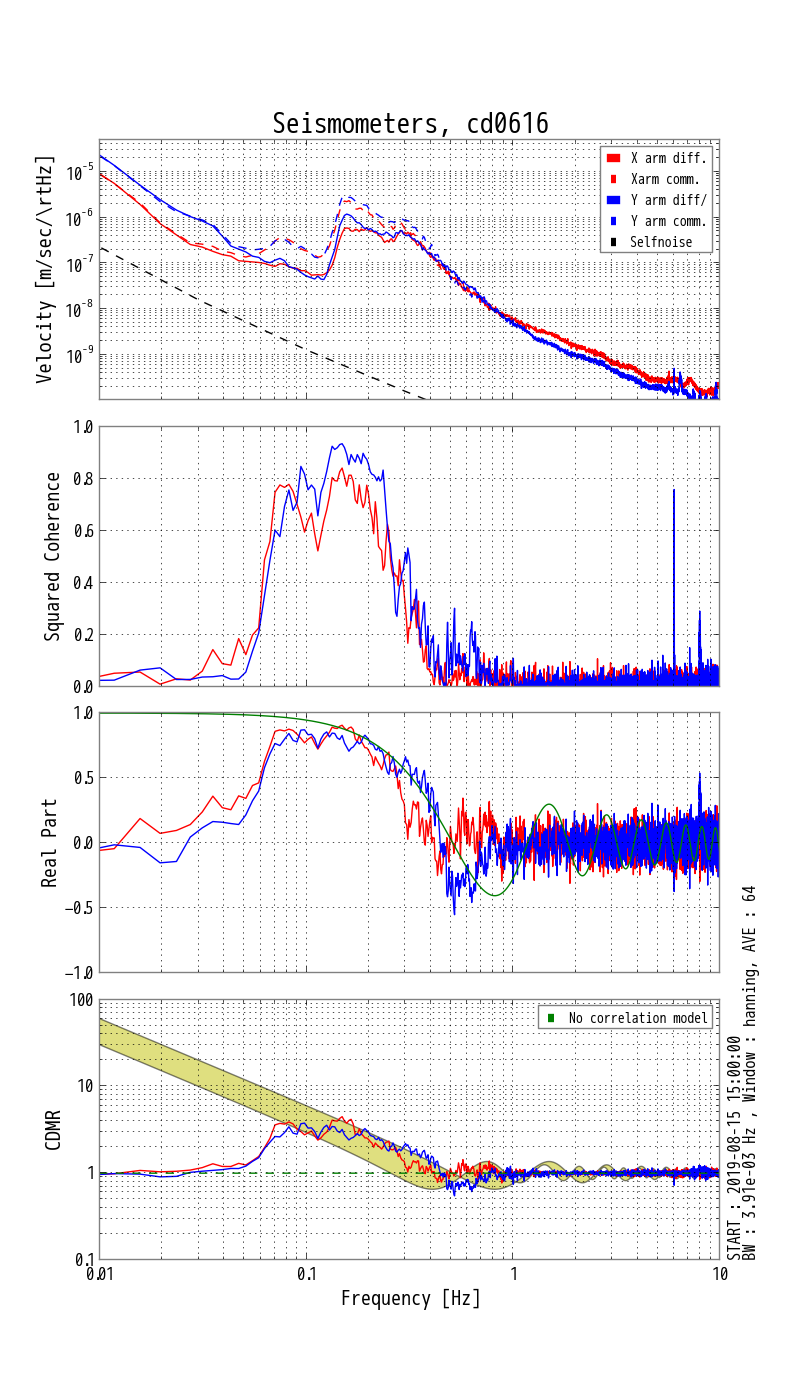 Seismometers, cd0616
Velocity [m/sec/\rtHz]
10^-5
10^-6
10^-7
10^-8
10^-9
X arm diff.
Xarm comm.
Y arm diff/
Y arm comm.
Selfnoise
Squared Coherence
1.0
0.8
0.6
0.4
0.2
0.0
Real Part
1.0
0.5
0.0
−0.5
−1.0
CDMR
100
10
1
0.1
No correlation model
0.01
0.1
1
10
Frequency [Hz]
START : 2019-08-15 15:00:00
BW : 3.91e-03 Hz , Window : hanning, AVE : 64